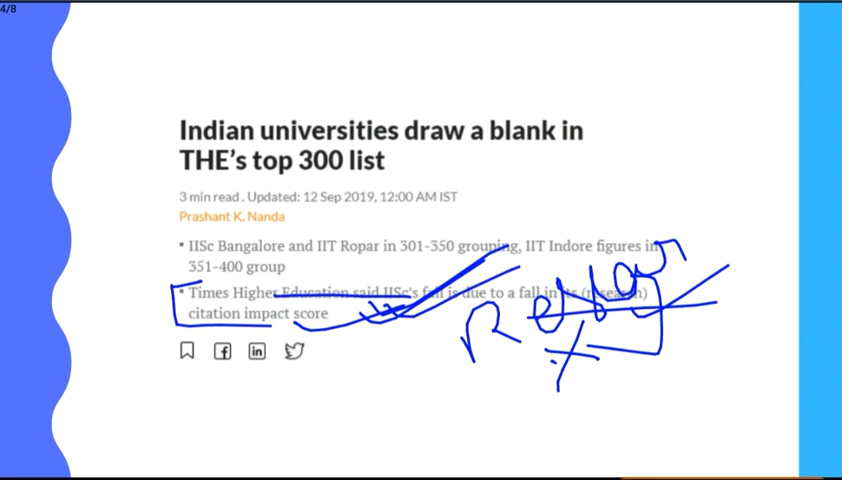 4/8
Indian universities draw a blank in
THE's top 300 list
3 min read . Updated: 12 Sep 2019, 12:00 AM IST
Prashant K. Nanda
▪ IISc Bangalore and IIT Ropar in 301-350 grouping, IIT Indore figures in
351-400 group
▪ Times Higher Education said IISc's fall is due to a fall in its (research)
citation impact score